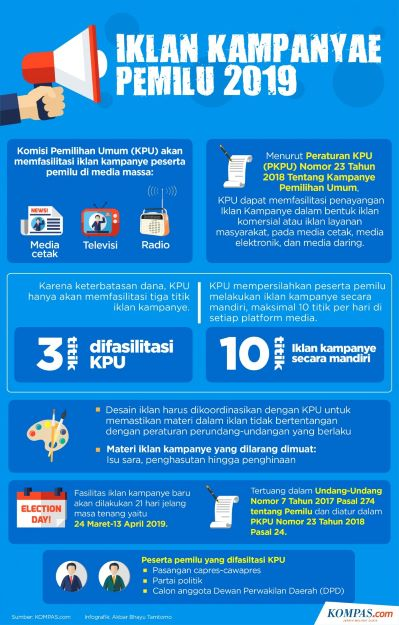 IKLAN KAMPANYAE
PEMILU 2019
Komisi Pemilihan Umum (KPU) akan
memfasilitasi iklan kampanye peserta
pemilu di media massa:
NEWS!
Media
cetak
Televisi
Radio
Menurut Peraturan KPU
(PKPU) Nomor 23 Tahun
2018 Tentang Kampanye
Pemilihan Umum,
KPU dapat memfasilitasi penayangan
Iklan Kampanye dalam bentuk iklan
komersial atau iklan layanan
masyarakat, pada media cetak, media
elektronik, dan media daring.
Karena keterbatasan dana, KPU
hanya akan memfasilitasi tiga titik
iklan kampanye.
3 titik difasilitasi
KPU
KPU mempersilahkan peserta pemilu
melakukan iklan kampanye secara
mandiri, maksimal 10 titik per hari di
setiap platform media.
10 titik Iklan kampanye
secara mandiri
Desain iklan harus dikoordinasikan dengan KPU untuk
memastikan materi dalam iklan tidak bertentangan
dengan peraturan perundang-undangan yang berlaku
Materi iklan kampanye yang dilarang dimuat:
Isu sara, penghasutan hingga penghinaan
ELECTION
DAY!
Fasilitas iklan kampanye baru
akan dilakukan 21 hari jelang
masa tenang yaitu
24 Maret-13 April 2019.
Tertuang dalam Undang-Undang
Nomor 7 Tahun 2017 Pasal 274
tentang Pemilu dan diatur dalam
PKPU Nomor 23 Tahun 2018
Pasal 24.
Peserta pemilu yang difasiltasi KPU
Pasangan capres-cawapres
Partai politik
Calon anggota Dewan Perwakilan Daerah (DPD)
Sumber: KOMPAS.com
Infografik: Akbar Bhayu Tamtomo
KOMPAS.com
JERNIH MELIHAT DUNIA